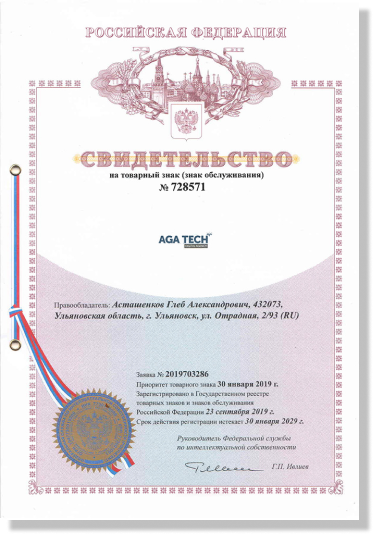 РОССИЙСКАЯ ФЕДЕРАЦИЯ
СВИДЕТЕЛЬСТВО
на товарный знак (знак обслуживания)
№ 728571
AGA TECH
Правообладатель: Асташенков Глеб Александрович, 432073,
Ульяновская область, г. Ульяновск, ул. Отрадная, 2/93 (RU)
Заявка № 2019703286
Приоритет товарного знака 30 января 2019 г.
Зарегистрировано в Государственном реестре
товарных знаков и знаков обслуживания
Российской Федерации 23 сентября 2019 г.
Срок действия регистрации истекает 30 января 2029 г.
Руководитель Федеральной службы
по интеллектуальной собственности
Г.П. Ивлиев